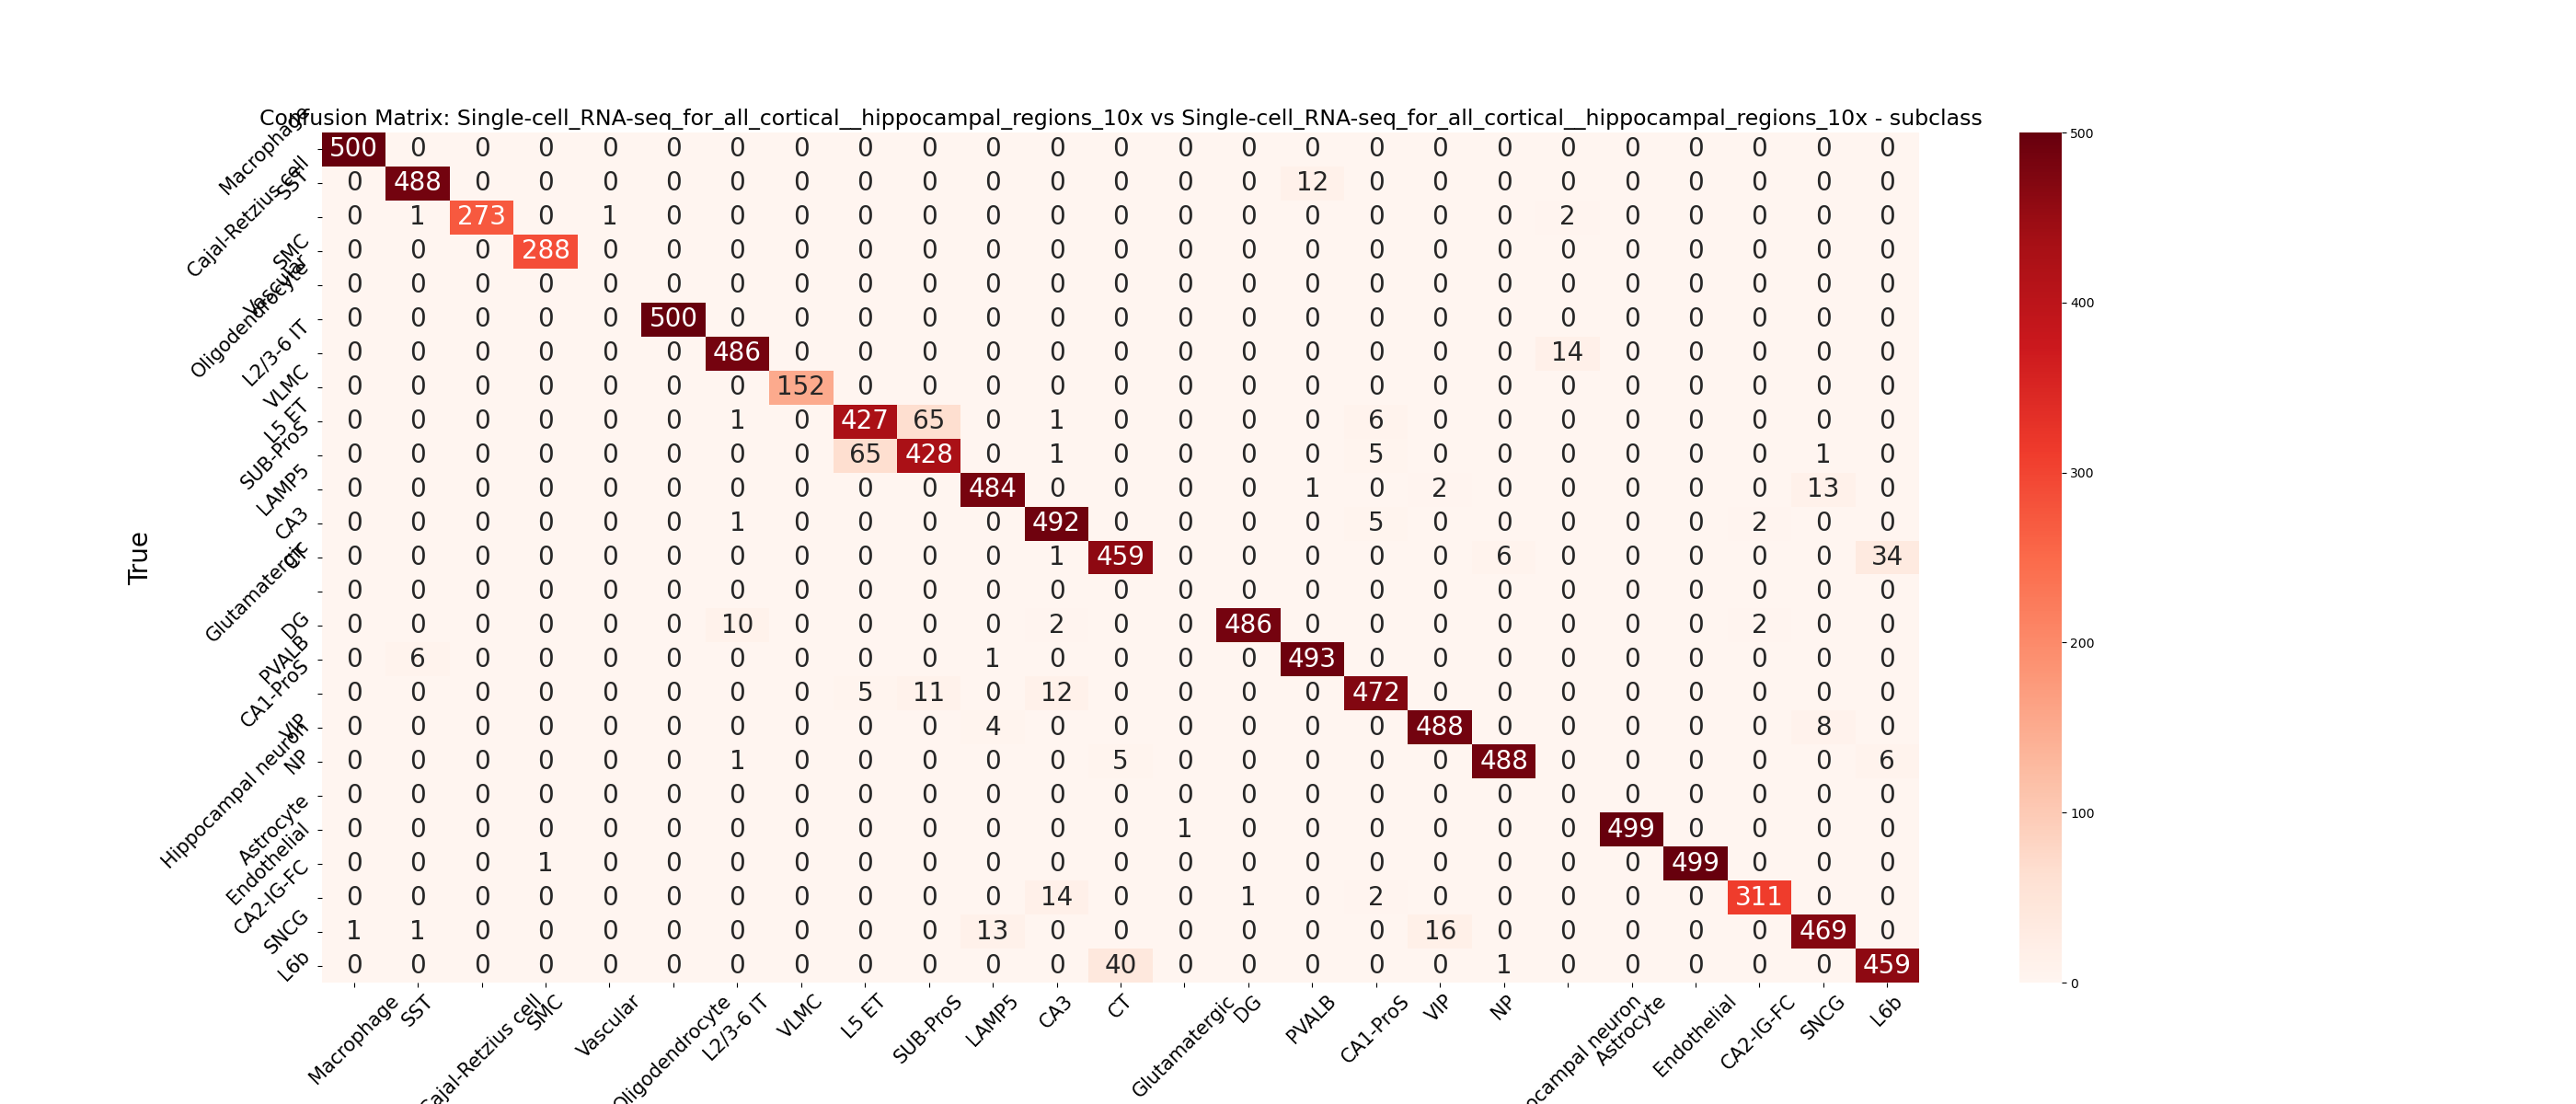 Confusion Matrix: Single-cell_RNA-seq_for_all_cortical__hippocampal_regions_10x vs Single-cell_RNA-seq_for_all_cortical__hippocampal_regions_10x - subclass
True
Macrophage 500 0 0 0 0 0 0 0 0 0 0 0 0 0 0 0 0 0 0 0 0 0 0 0 0
SST 0 488 0 0 0 0 0 0 0 0 0 0 0 0 0 12 0 0 0 0 0 0 0 0 0
Cajal-Retzius cell 0 1 273 0 1 0 0 0 0 0 0 0 0 0 0 0 0 0 0 2 0 0 0 0 0
SMC 0 0 0 288 0 0 0 0 0 0 0 0 0 0 0 0 0 0 0 0 0 0 0 0 0
Vascular 0 0 0 0 0 0 0 0 0 0 0 0 0 0 0 0 0 0 0 0 0 0 0 0 0
Oligodendrocyte 0 0 0 0 0 500 0 0 0 0 0 0 0 0 0 0 0 0 0 0 0 0 0 0 0
L2/3-6 IT 0 0 0 0 0 0 486 0 0 0 0 0 0 0 0 0 0 0 0 14 0 0 0 0 0
VLMC 0 0 0 0 0 0 0 152 0 0 0 0 0 0 0 0 0 0 0 0 0 0 0 0 0
L5 ET 0 0 0 0 0 0 1 0 427 65 0 1 0 0 0 0 6 0 0 0 0 0 0 0 0
SUB-ProS 0 0 0 0 0 0 0 0 65 428 0 1 0 0 0 0 5 0 0 0 0 0 0 1 0
LAMP5 0 0 0 0 0 0 0 0 0 0 484 0 0 0 0 1 0 2 0 0 0 0 0 13 0
CA3 0 0 0 0 0 0 1 0 0 0 0 492 0 0 0 0 5 0 0 0 0 0 2 0 0
CT 0 0 0 0 0 0 0 0 0 0 0 1 459 0 0 0 0 0 6 0 0 0 0 0 34
Glutamatergic 0 0 0 0 0 0 0 0 0 0 0 0 0 0 0 0 0 0 0 0 0 0 0 0 0
DG 0 0 0 0 0 0 10 0 0 0 0 2 0 0 486 0 0 0 0 0 0 0 2 0 0
PVALB 0 6 0 0 0 0 0 0 0 0 1 0 0 0 0 493 0 0 0 0 0 0 0 0 0
CA1-ProS 0 0 0 0 0 0 0 0 5 11 0 12 0 0 0 0 472 0 0 0 0 0 0 0 0
VIP 0 0 0 0 0 0 0 0 0 0 4 0 0 0 0 0 0 488 0 0 0 0 0 8 0
NP 0 0 0 0 0 0 1 0 0 0 0 0 5 0 0 0 0 0 488 0 0 0 0 0 6
Hippocampal neuron 0 0 0 0 0 0 0 0 0 0 0 0 0 0 0 0 0 0 0 0 0 0 0 0 0
Astrocyte 0 0 0 0 0 0 0 0 0 0 0 0 0 1 0 0 0 0 0 0 499 0 0 0 0
Endothelial 0 0 0 1 0 0 0 0 0 0 0 0 0 0 0 0 0 0 0 0 0 499 0 0 0
CA2-IG-FC 0 0 0 0 0 0 0 0 0 0 0 14 0 0 1 0 2 0 0 0 0 0 311 0 0
SNCG 1 1 0 0 0 0 0 0 0 0 13 0 0 0 0 0 0 16 0 0 0 0 0 469 0
L6b 0 0 0 0 0 0 0 0 0 0 0 0 40 0 0 0 0 0 1 0 0 0 0 0 459
Macrophage SST Cajal-Retzius cell SMC Vascular Oligodendrocyte L2/3-6 IT VLMC L5 ET SUB-ProS LAMP5 CA3 CT Glutamatergic DG PVALB CA1-ProS VIP NP ocampal neuron Astrocyte Endothelial CA2-IG-FC SNCG L6b
500
400
300
200
100
0